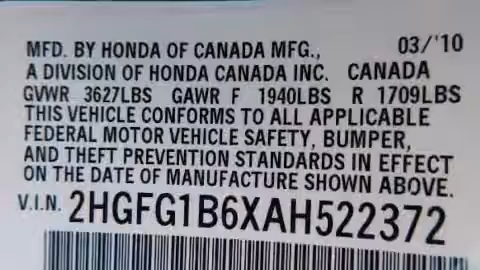 MFD. BY HONDA OF CANADA MFG., 03/'10
A DIVISION OF HONDA CANADA INC. CANADA
GVWR 3627LBS GAWR F 1940LBS R 1709LBS
THIS VEHICLE CONFORMS TO ALL APPLICABLE
FEDERAL MOTOR VEHICLE SAFETY, BUMPER,
AND THEFT PREVENTION STANDARDS IN EFFECT
ON THE DATE OF MANUFACTURE SHOWN ABOVE.
V.I.N. 2HGFG1B6XAH522372